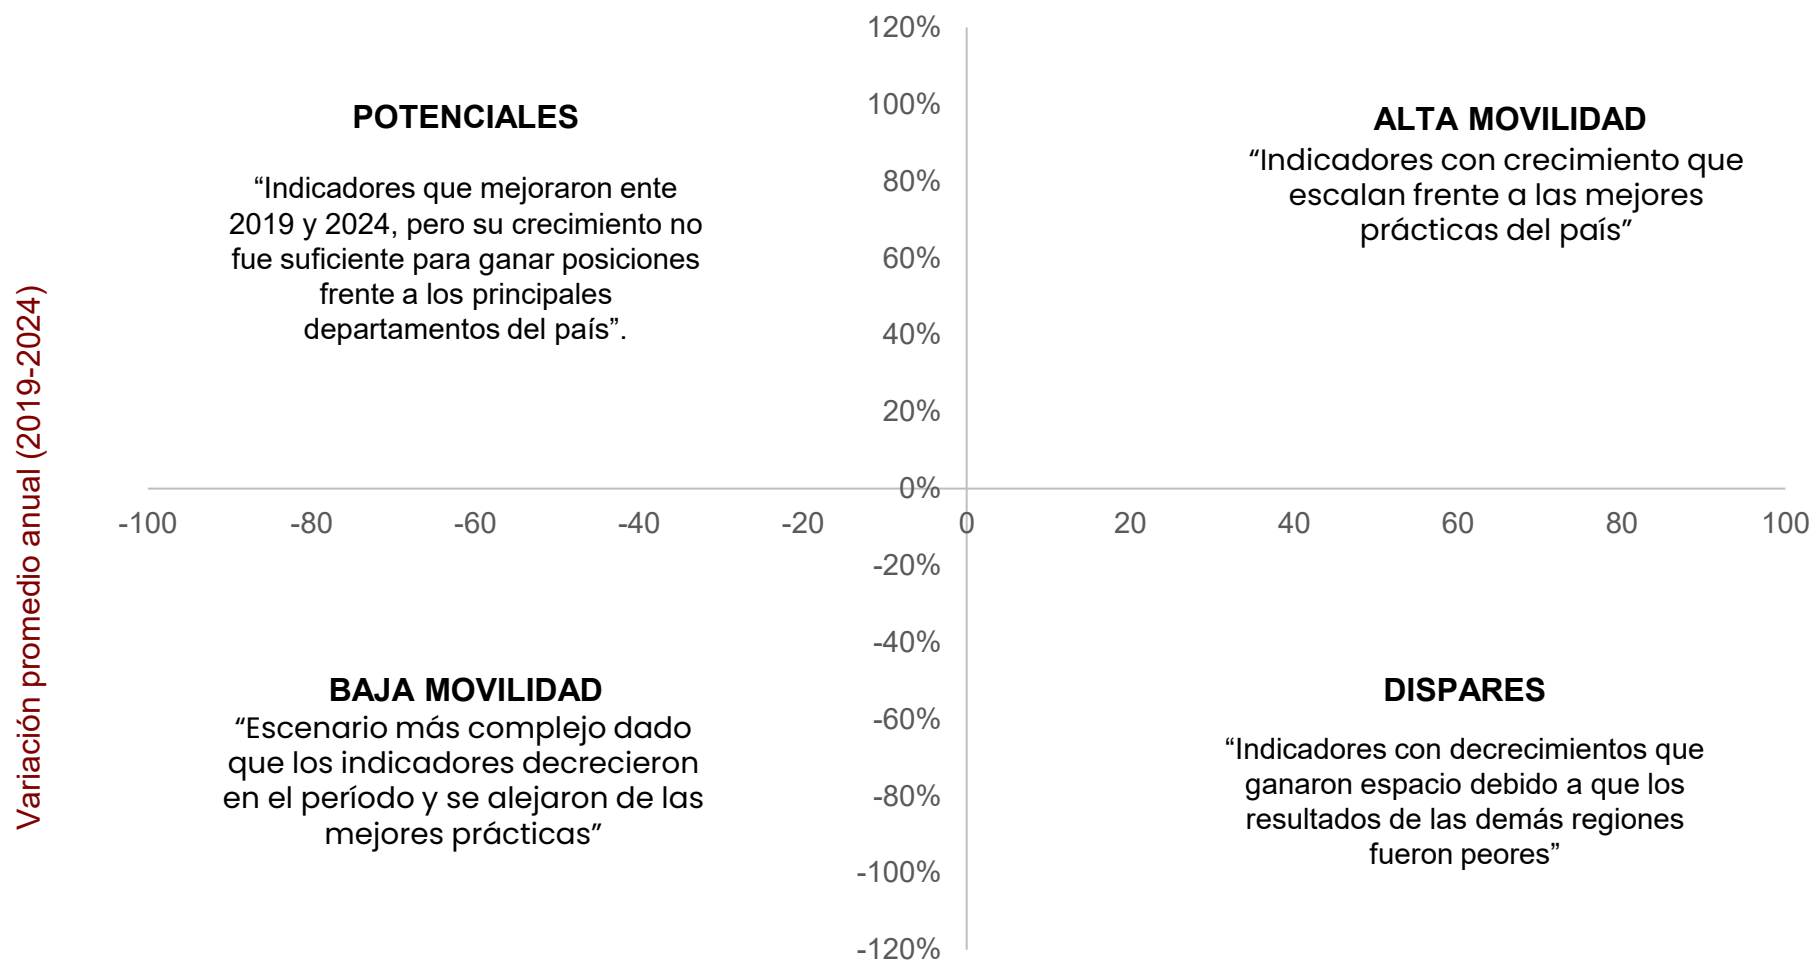 120%
100%
80%
60%
40%
20%
0%
-20%
-40%
-60%
-80%
-100%
-120%
-100
-80
-60
-40
-20
0
20
40
60
80
100
Variación promedio anual (2019-2024)
POTENCIALES
“Indicadores que mejoraron ente
2019 y 2024, pero su crecimiento no
fue suficiente para ganar posiciones
frente a los principales
departamentos del país”.
ALTA MOVILIDAD
“Indicadores con crecimiento que
escalan frente a las mejores
prácticas del país”
BAJA MOVILIDAD
“Escenario más complejo dado
que los indicadores decrecieron
en el período y se alejaron de las
mejores prácticas”
DISPARES
“Indicadores con decrecimientos que
ganaron espacio debido a que los
resultados de las demás regiones
fueron peores”